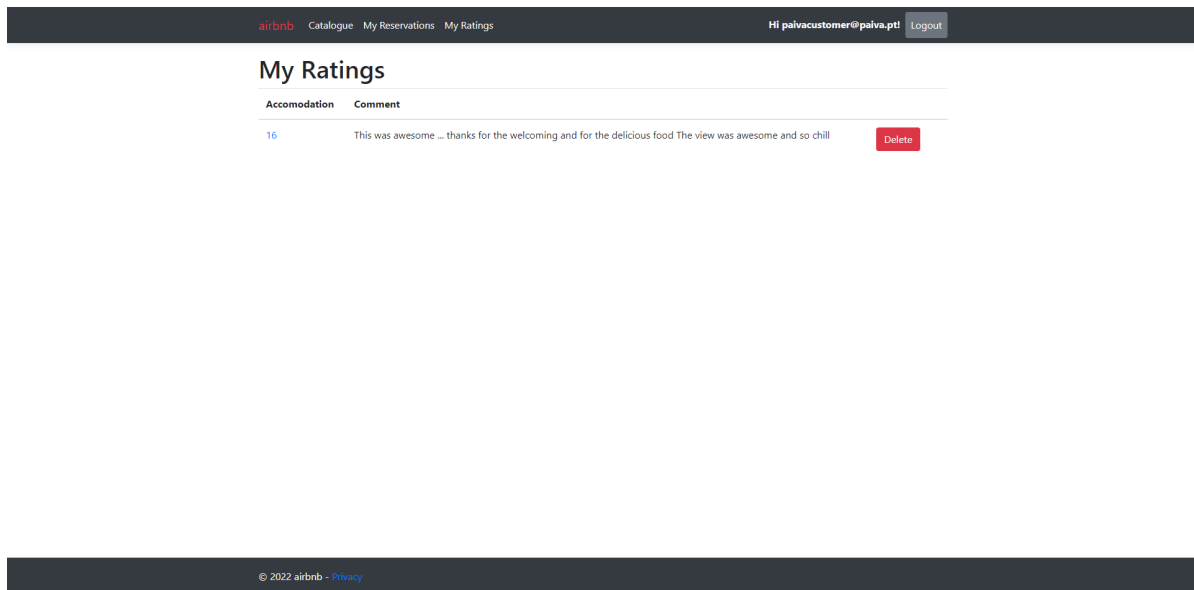 airbnb Catalogue My Reservations My Ratings Hi paivacustomer@paiva.pt! Logout
My Ratings
Accomodation Comment
16 This was awesome ... thanks for the welcoming and for the delicious food The view was awesome and so chill Delete
© 2022 airbnb - Privacy